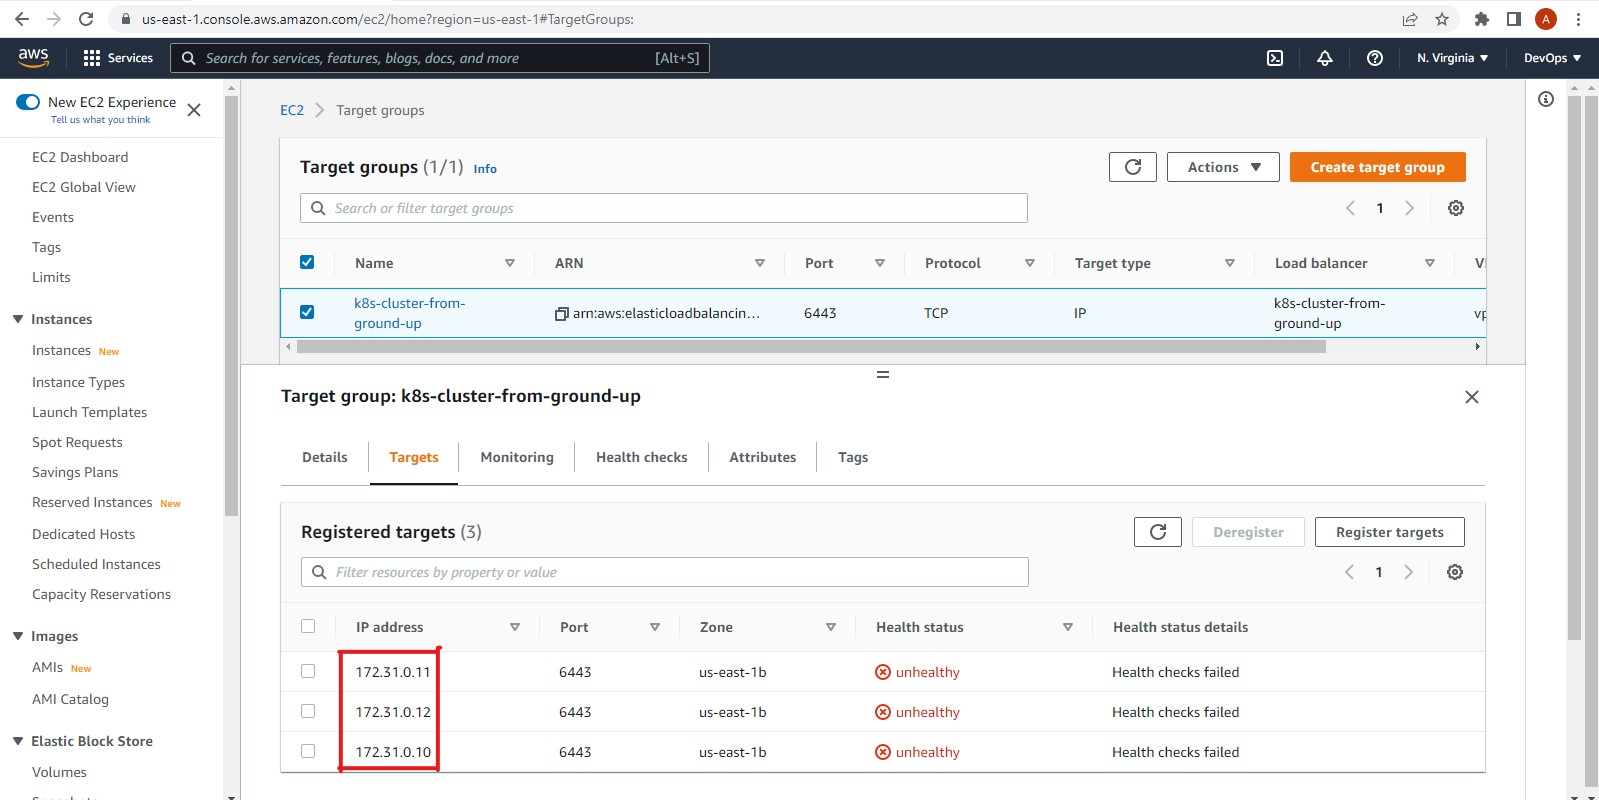 us-east-1.console.aws.amazon.com/ec2/home?region=us-east-1#TargetGroups:
A
aws
Services
Search for services, features, blogs, docs, and more
[Alt+S]
N. Virginia
DevOps
New EC2 Experience
Tell us what you think
EC2 Dashboard
EC2 Global View
Events
Tags
Limits
Instances
Instances New
Instance Types
Launch Templates
Spot Requests
Savings Plans
Reserved Instances New
Dedicated Hosts
Scheduled Instances
Capacity Reservations
Images
AMIs New
AMI Catalog
Elastic Block Store
Volumes
EC2 > Target groups
Target groups (1/1) Info
Actions
Create target group
Search or filter target groups
1
Name ARN Port Protocol Target type Load balancer
k8s-cluster-from-ground-up arn:aws:elasticloadbalancin... 6443 TCP IP k8s-cluster-from-ground-up vp
Target group: k8s-cluster-from-ground-up
Details Targets Monitoring Health checks Attributes Tags
Registered targets (3)
Deregister
Register targets
Filter resources by property or value
1
IP address Port Zone Health status Health status details
172.31.0.11 6443 us-east-1b unhealthy Health checks failed
172.31.0.12 6443 us-east-1b unhealthy Health checks failed
172.31.0.10 6443 us-east-1b unhealthy Health checks failed